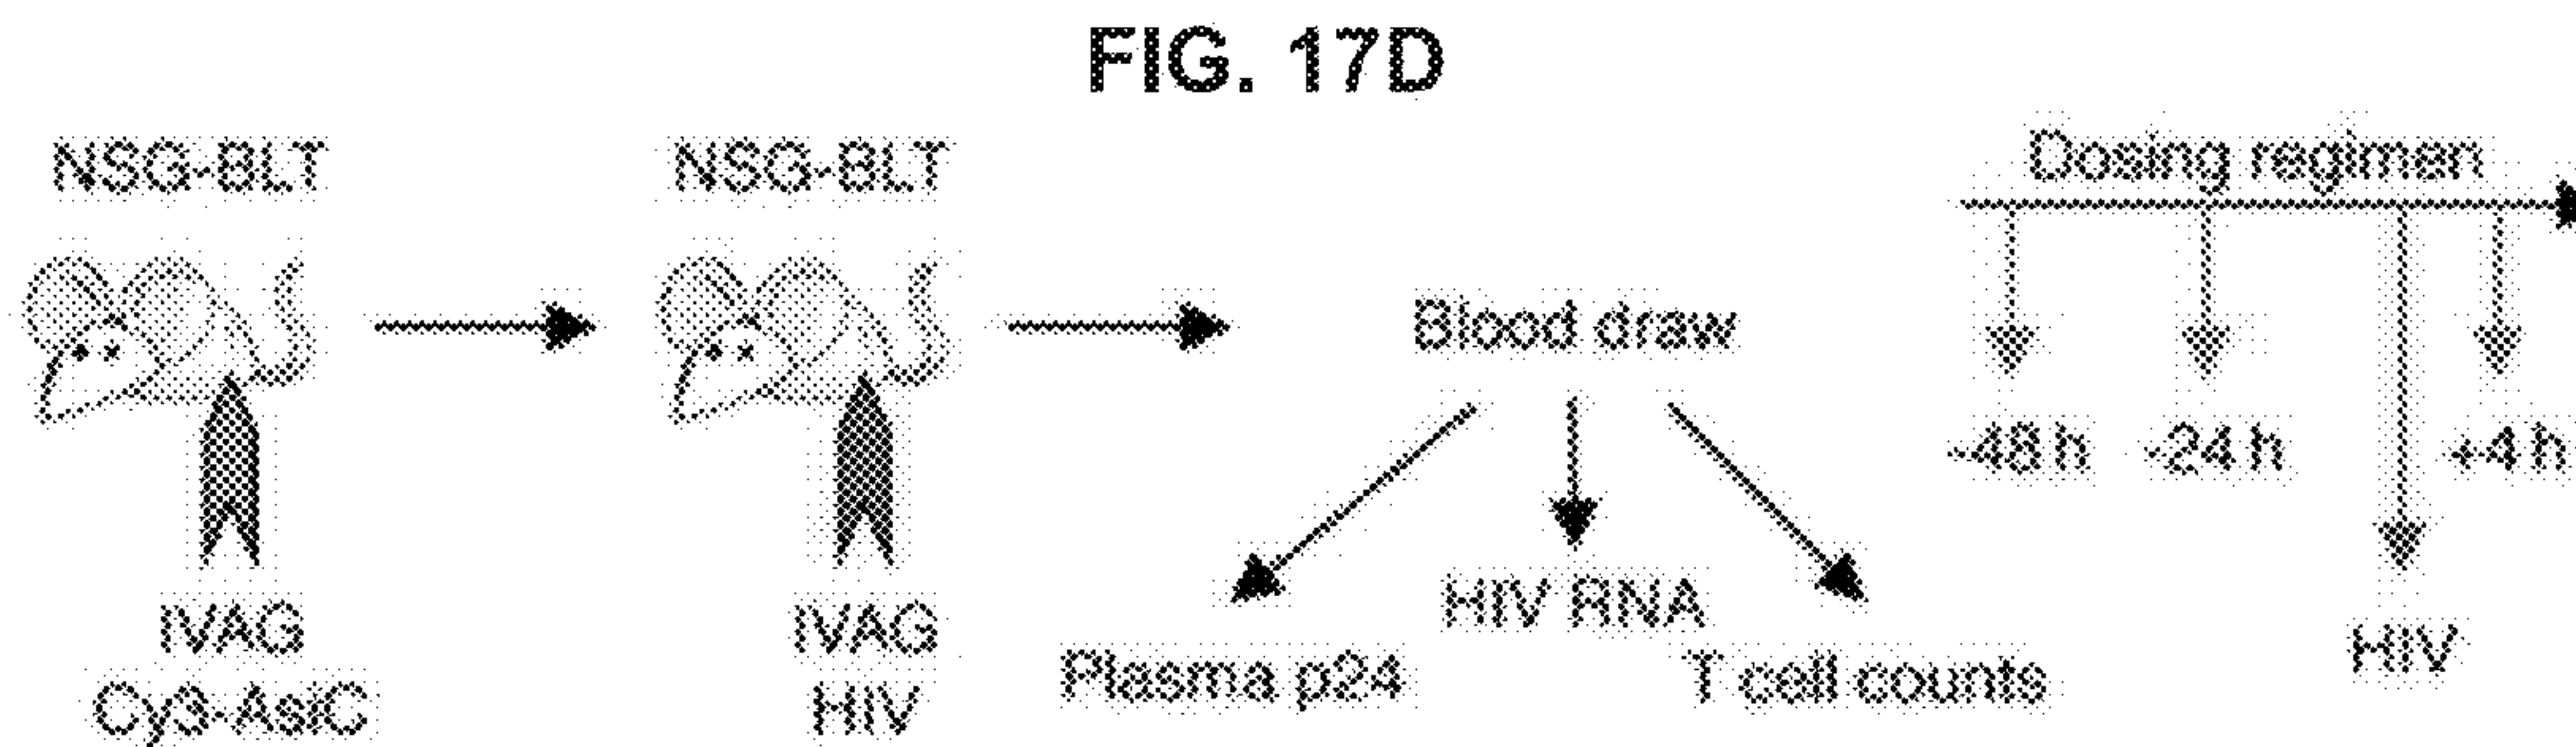 FIG. 17D
NSG-BLT
NSG-BLT
Dosing regimen
Blood draw
-48 h
-24 h
+4 h
IVAG
Cy3-AsiC
IVAG
HIV
Plasma p24
HIV RNA
T cell counts
HIV